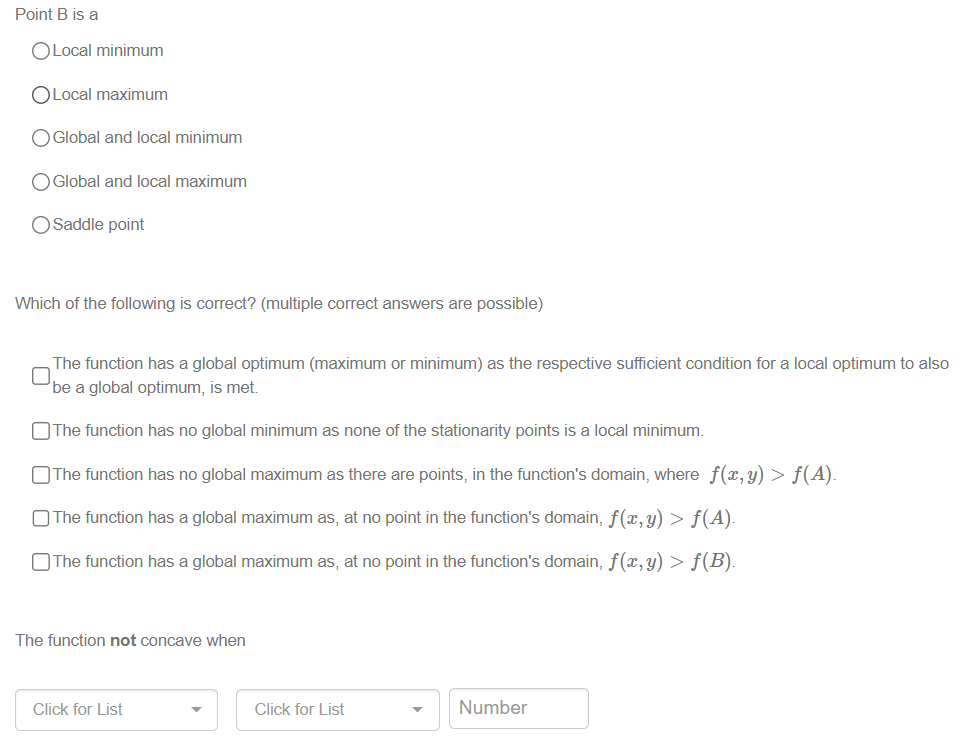 Point B is a
Local minimum
Local maximum
Global and local minimum
Global and local maximum
Saddle point
Which of the following is correct? (multiple correct answers are possible)
The function has a global optimum (maximum or minimum) as the respective sufficient condition for a local optimum to also
be a global optimum, is met.
The function has no global minimum as none of the stationarity points is a local minimum.
The function has no global maximum as there are points, in the function's domain, where f(x, y) > f(A).
The function has a global maximum as, at no point in the function's domain, f(x, y) > f(A).
The function has a global maximum as, at no point in the function's domain, f(x, y) > f(B).
The function not concave when
Click for List Click for List Number